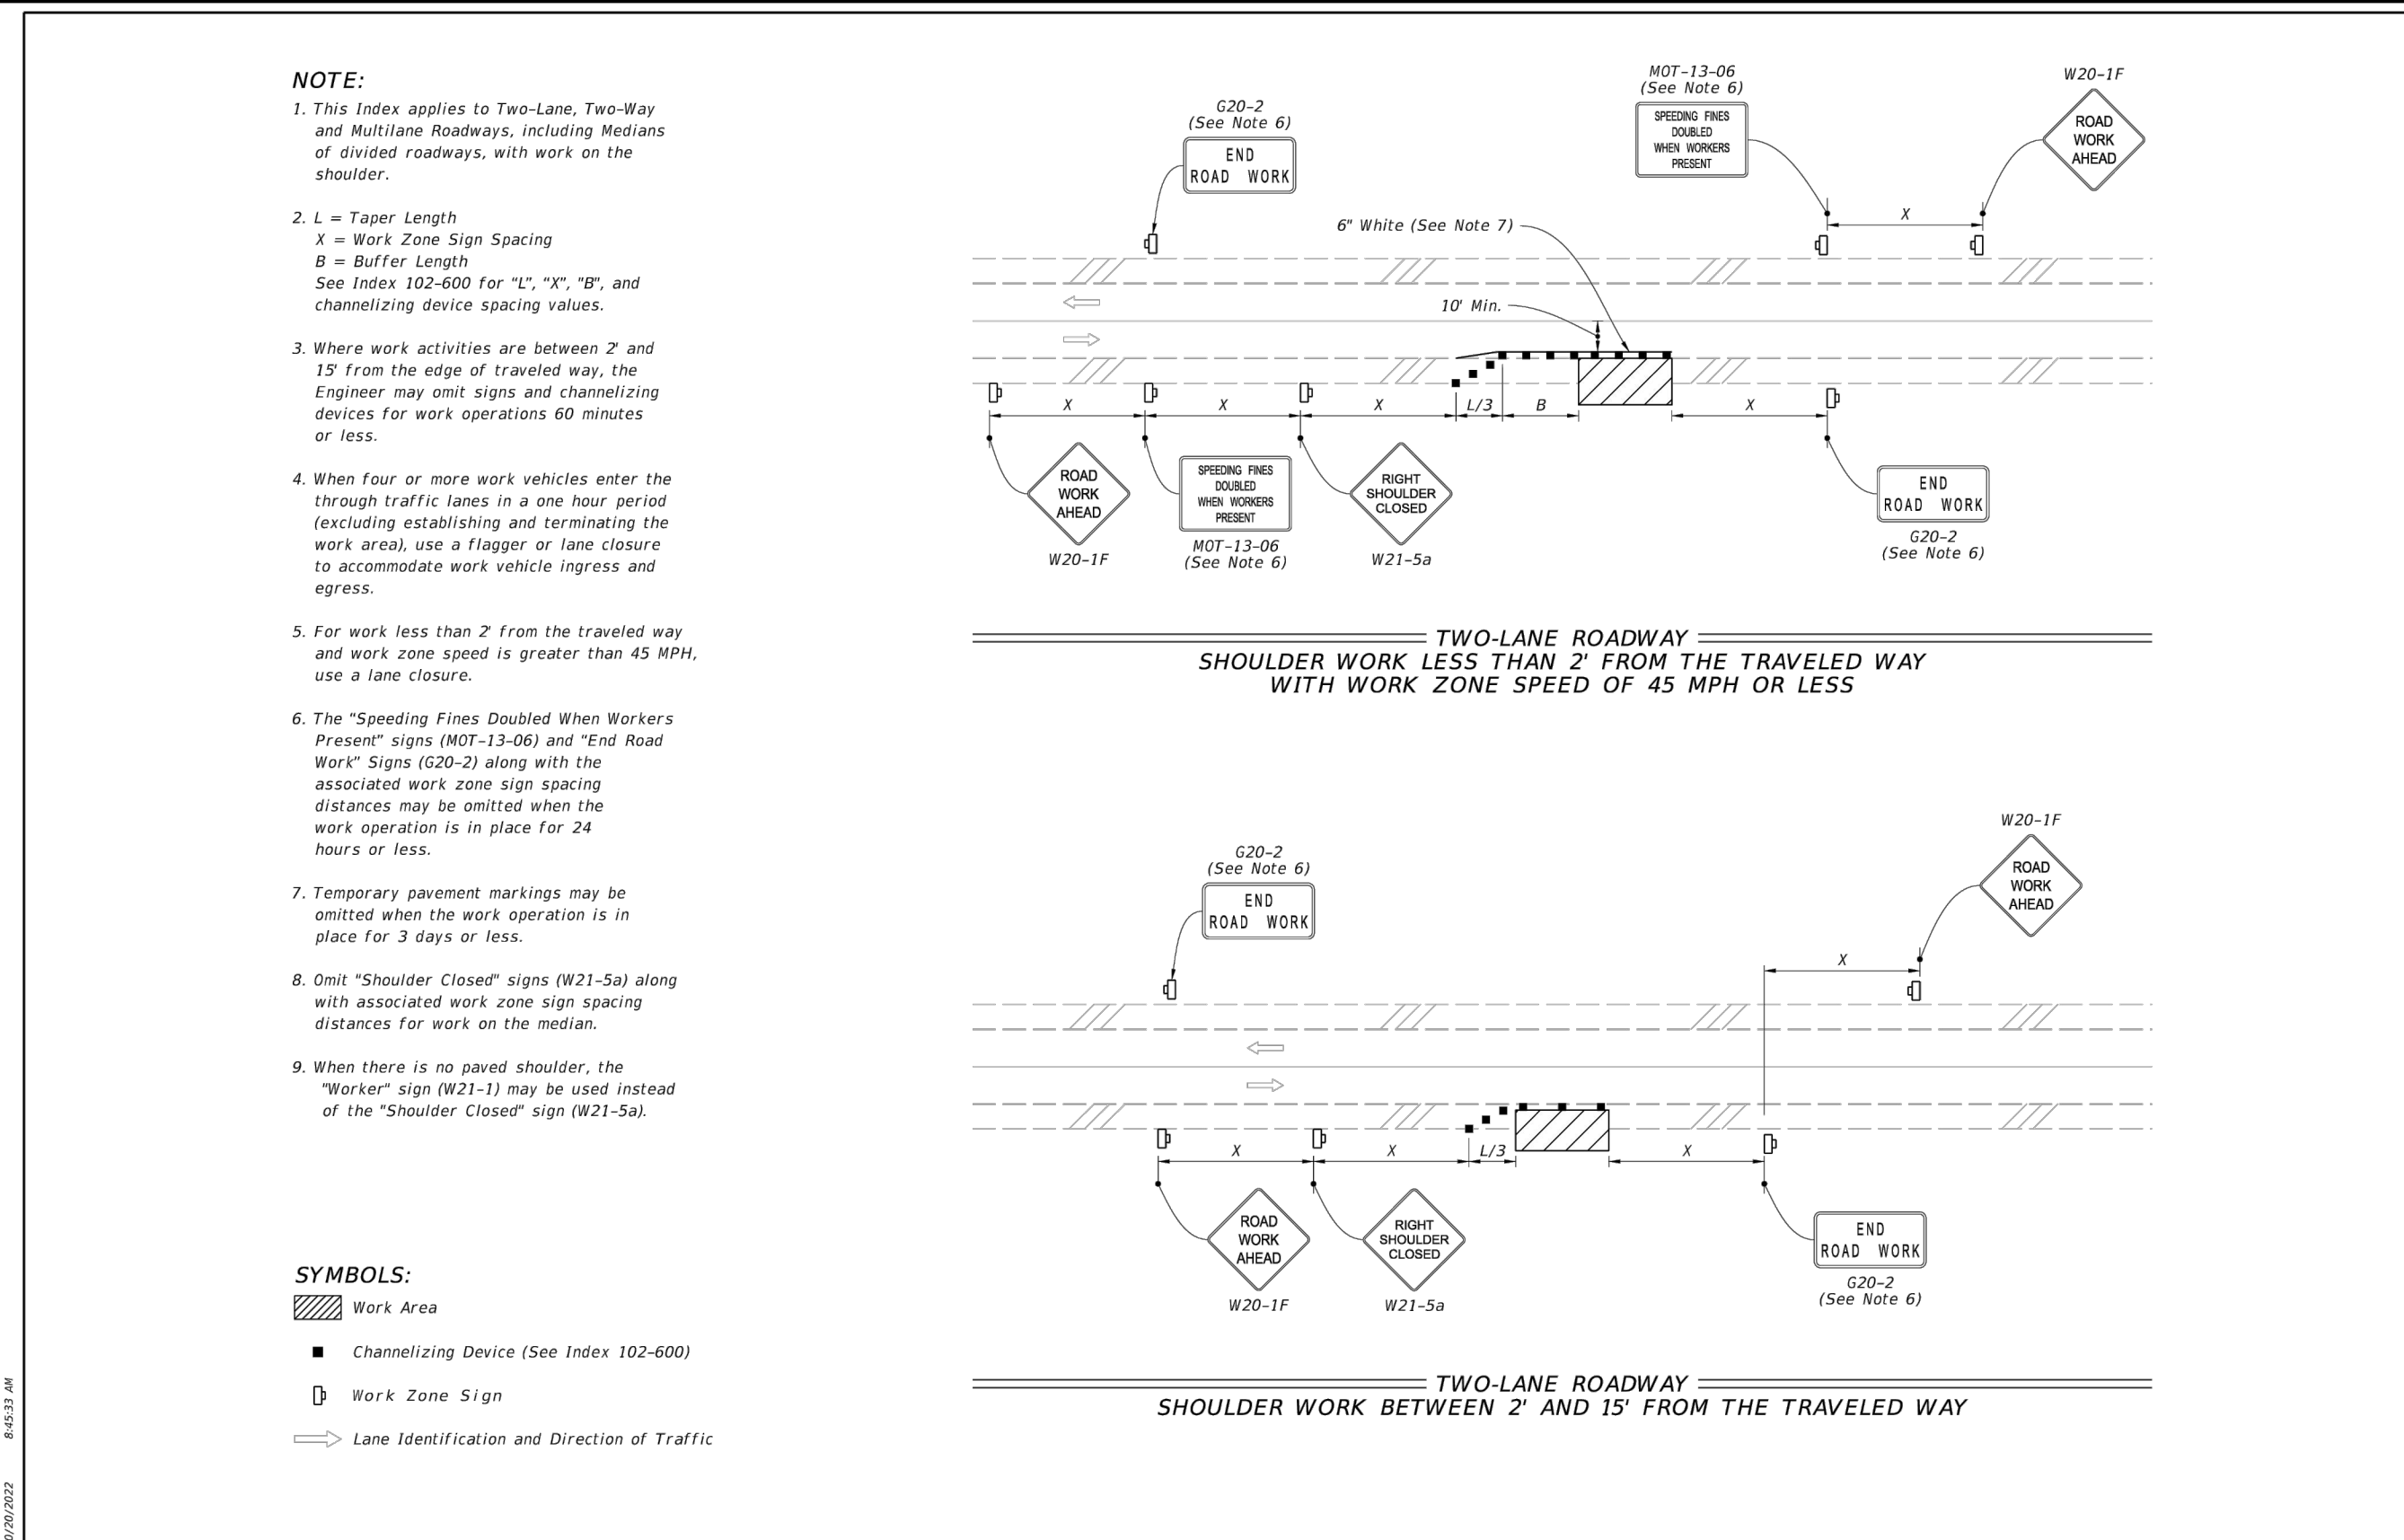 NOTE:
1. This Index applies to Two-Lane, Two-Way
and Multilane Roadways, including Medians
of divided roadways, with work on the
shoulder.
2. L = Taper Length
X = Work Zone Sign Spacing
B = Buffer Length
See Index 102-600 for “L”, “X”, "B", and
channelizing device spacing values.
3. Where work activities are between 2' and
15' from the edge of traveled way, the
Engineer may omit signs and channelizing
devices for work operations 60 minutes
or less.
4. When four or more work vehicles enter the
through traffic lanes in a one hour period
(excluding establishing and terminating the
work area), use a flagger or lane closure
to accommodate work vehicle ingress and
egress.
5. For work less than 2' from the traveled way
and work zone speed is greater than 45 MPH,
use a lane closure.
6. The "Speeding Fines Doubled When Workers
Present” signs (MOT-13-06) and “End Road
Work” Signs (G20-2) along with the
associated work zone sign spacing
distances may be omitted when the
work operation is in place for 24
hours or less.
7. Temporary pavement markings may be
omitted when the work operation is in
place for 3 days or less.
8. Omit "Shoulder Closed" signs (W21-5a) along
with associated work zone sign spacing
distances for work on the median.
9. When there is no paved shoulder, the
"Worker" sign (W21-1) may be used instead
of the "Shoulder Closed" sign (W21-5a).
SYMBOLS:
Work Area
Channelizing Device (See Index 102-600)
Work Zone Sign
Lane Identification and Direction of Traffic
G20-2
(See Note 6)
END
ROAD WORK
MOT-13-06
(See Note 6)
SPEEDING FINES
DOUBLED
WHEN WORKERS
PRESENT
W20-1F
ROAD
WORK
AHEAD
X
6" White (See Note 7)
10' Min.
X
X
X
L/3
B
X
ROAD
WORK
AHEAD
W20-1F
SPEEDING FINES
DOUBLED
WHEN WORKERS
PRESENT
MOT-13-06
(See Note 6)
RIGHT
SHOULDER
CLOSED
W21-5a
END
ROAD WORK
G20-2
(See Note 6)
TWO-LANE ROADWAY
SHOULDER WORK LESS THAN 2' FROM THE TRAVELED WAY
WITH WORK ZONE SPEED OF 45 MPH OR LESS
G20-2
(See Note 6)
END
ROAD WORK
W20-1F
ROAD
WORK
AHEAD
X
X
X
L/3
X
ROAD
WORK
AHEAD
W20-1F
RIGHT
SHOULDER
CLOSED
W21-5a
END
ROAD WORK
G20-2
(See Note 6)
TWO-LANE ROADWAY
SHOULDER WORK BETWEEN 2' AND 15' FROM THE TRAVELED WAY
8:45:33 AM
0/20/2022